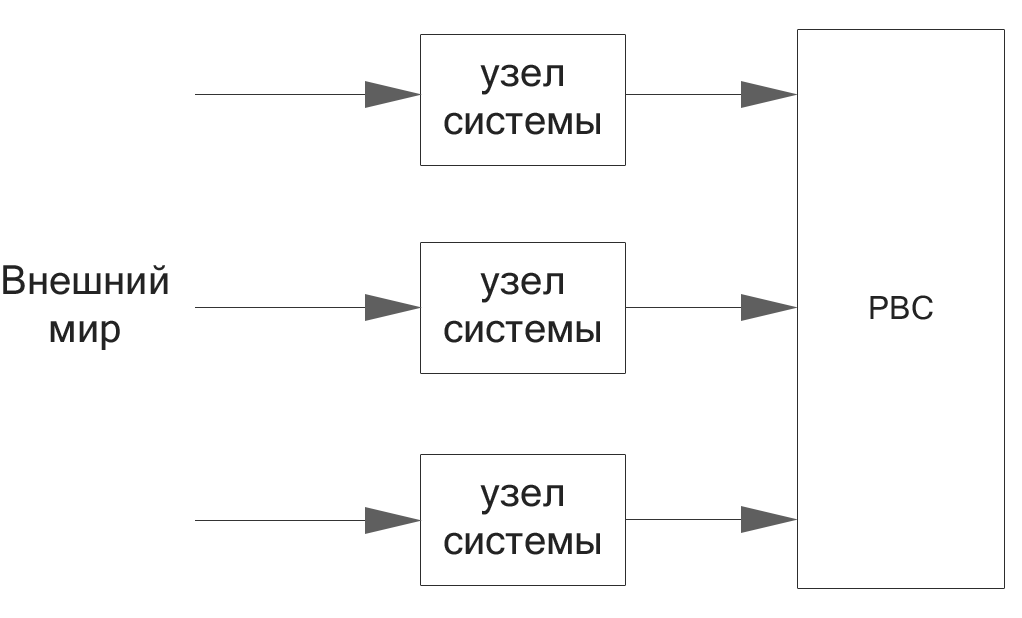 узел
системы
Внешний
мир
узел
системы
РВС
узел
системы